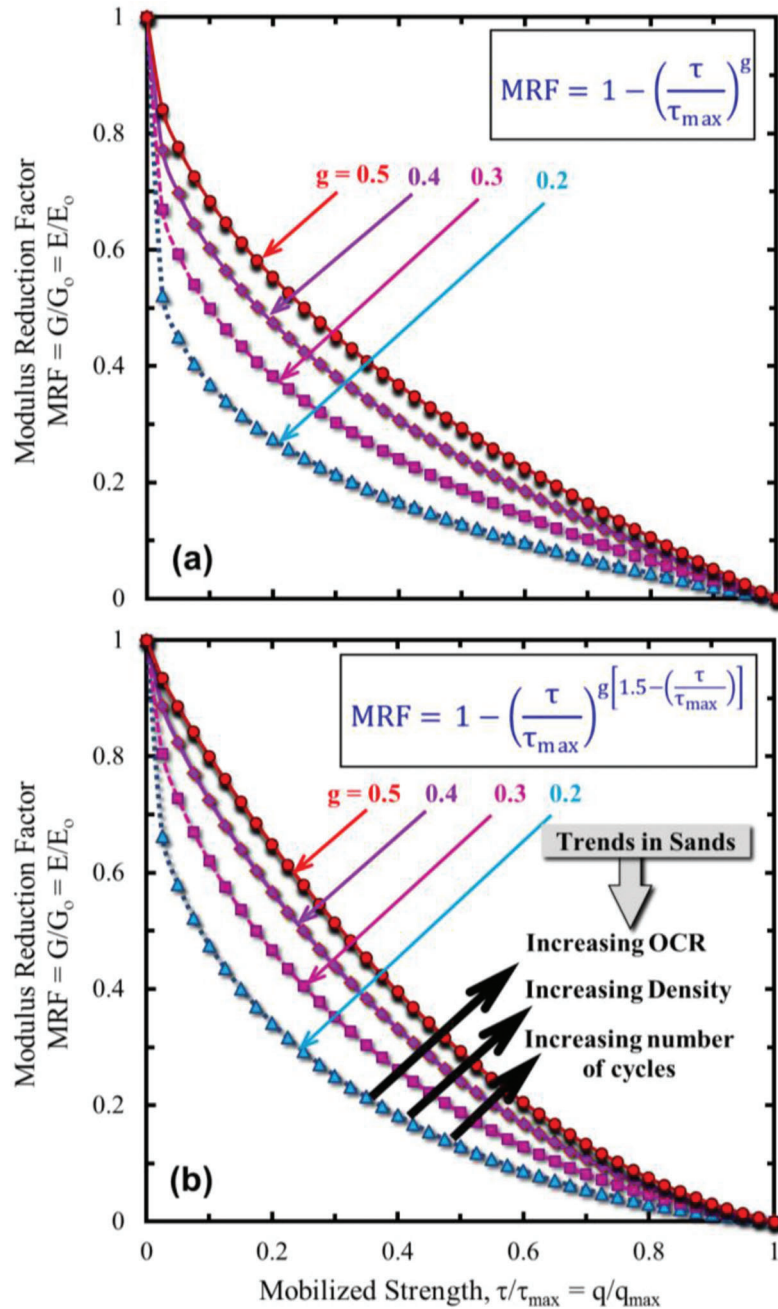 Modulus Reduction Factor
MRF = G/G₀ = E/E₀
1
0.8
0.6
0.4
0.2
0
MRF = 1 − (τ/τmax)^g
g = 0.5
0.4
0.3
0.2
(a)
Modulus Reduction Factor
MRF = G/G₀ = E/E₀
1
0.8
0.6
0.4
0.2
0
MRF = 1 − (τ/τmax)^g[1.5−(τ/τmax)]
g = 0.5
0.4
0.3
0.2
Trends in Sands
Increasing OCR
Increasing Density
Increasing number
of cycles
(b)
0
0.2
0.4
0.6
0.8
1
Mobilized Strength, τ/τmax = q/qmax